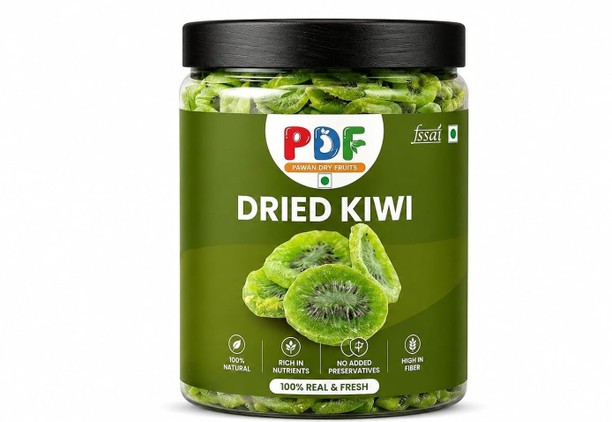 PDF
PAWAN DRY FRUITS
fssai
DRIED KIWI
100%
NATURAL
RICH IN
NUTRIENTS
NO ADDED
PRESERVATIVES
HIGH IN
FIBER
100% REAL & FRESH